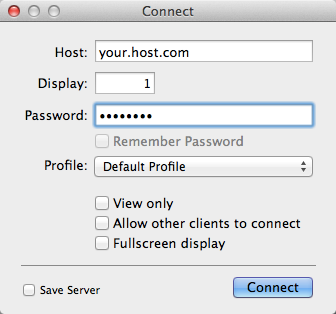 Connect
Host: your.host.com
Display: 1
Password: ••••••••
Remember Password
Profile: Default Profile
View only
Allow other clients to connect
Fullscreen display
Save Server Connect